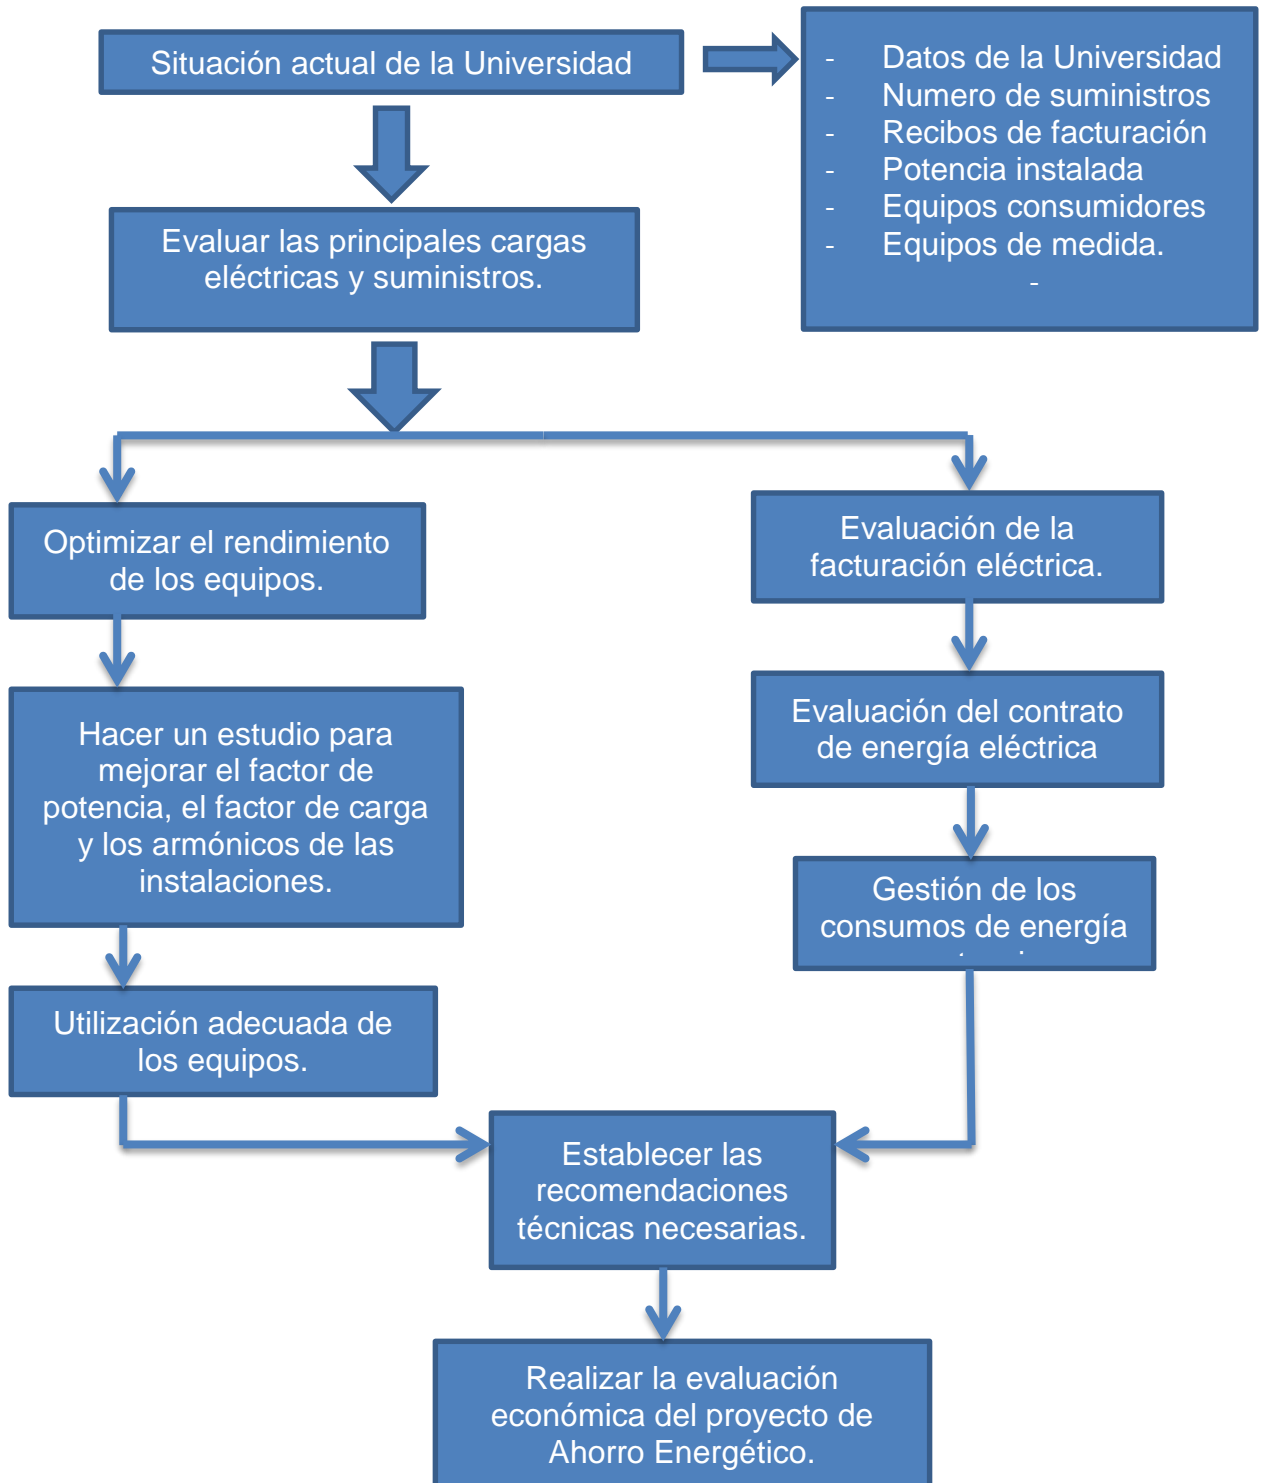 Situación actual de la Universidad
- Datos de la Universidad
- Numero de suministros
- Recibos de facturación
- Potencia instalada
- Equipos consumidores
- Equipos de medida.
-
Evaluar las principales cargas
eléctricas y suministros.
Optimizar el rendimiento
de los equipos.
Hacer un estudio para
mejorar el factor de
potencia, el factor de carga
y los armónicos de las
instalaciones.
Utilización adecuada de
los equipos.
Evaluación de la
facturación eléctrica.
Evaluación del contrato
de energía eléctrica
Gestión de los
consumos de energía
Establecer las
recomendaciones
técnicas necesarias.
Realizar la evaluación
económica del proyecto de
Ahorro Energético.